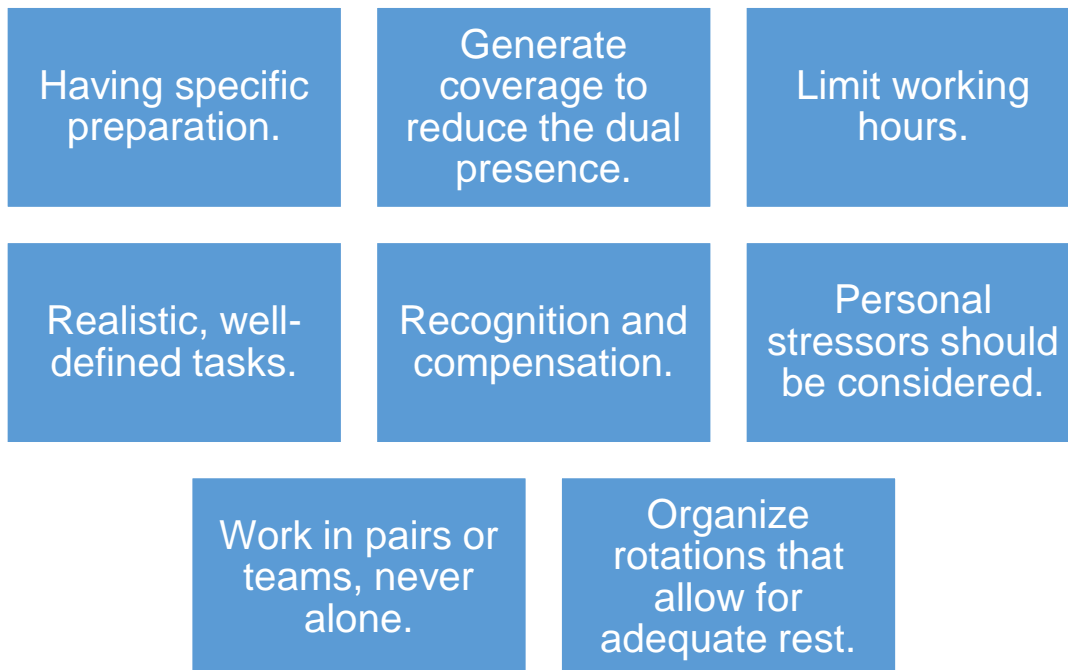 Having specific
preparation.
Generate
coverage to
reduce the dual
presence.
Limit working
hours.
Realistic, well-
defined tasks.
Recognition and
compensation.
Personal
stressors should
be considered.
Work in pairs or
teams, never
alone.
Organize
rotations that
allow for
adequate rest.